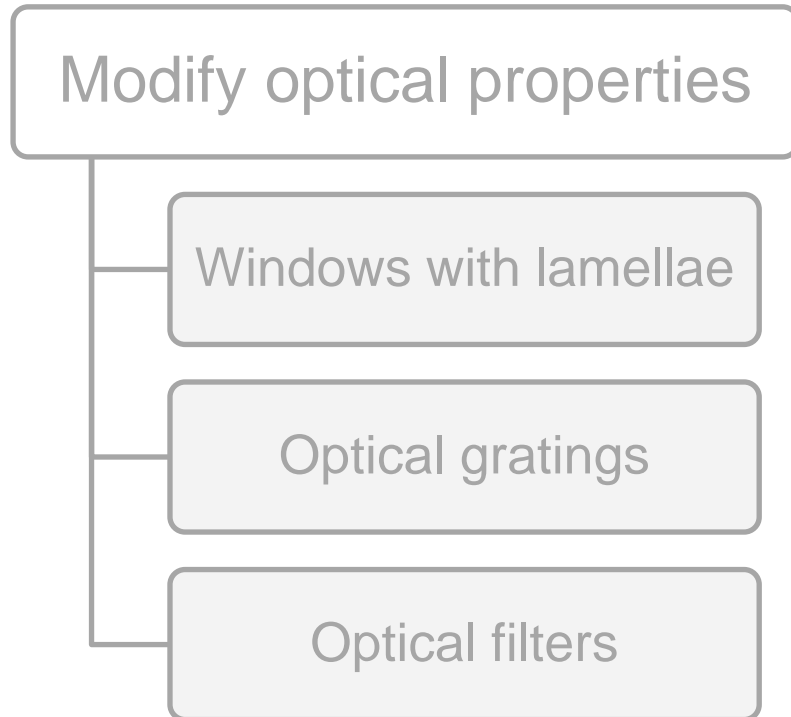 Modify optical properties
Windows with lamellae
Optical gratings
Optical filters